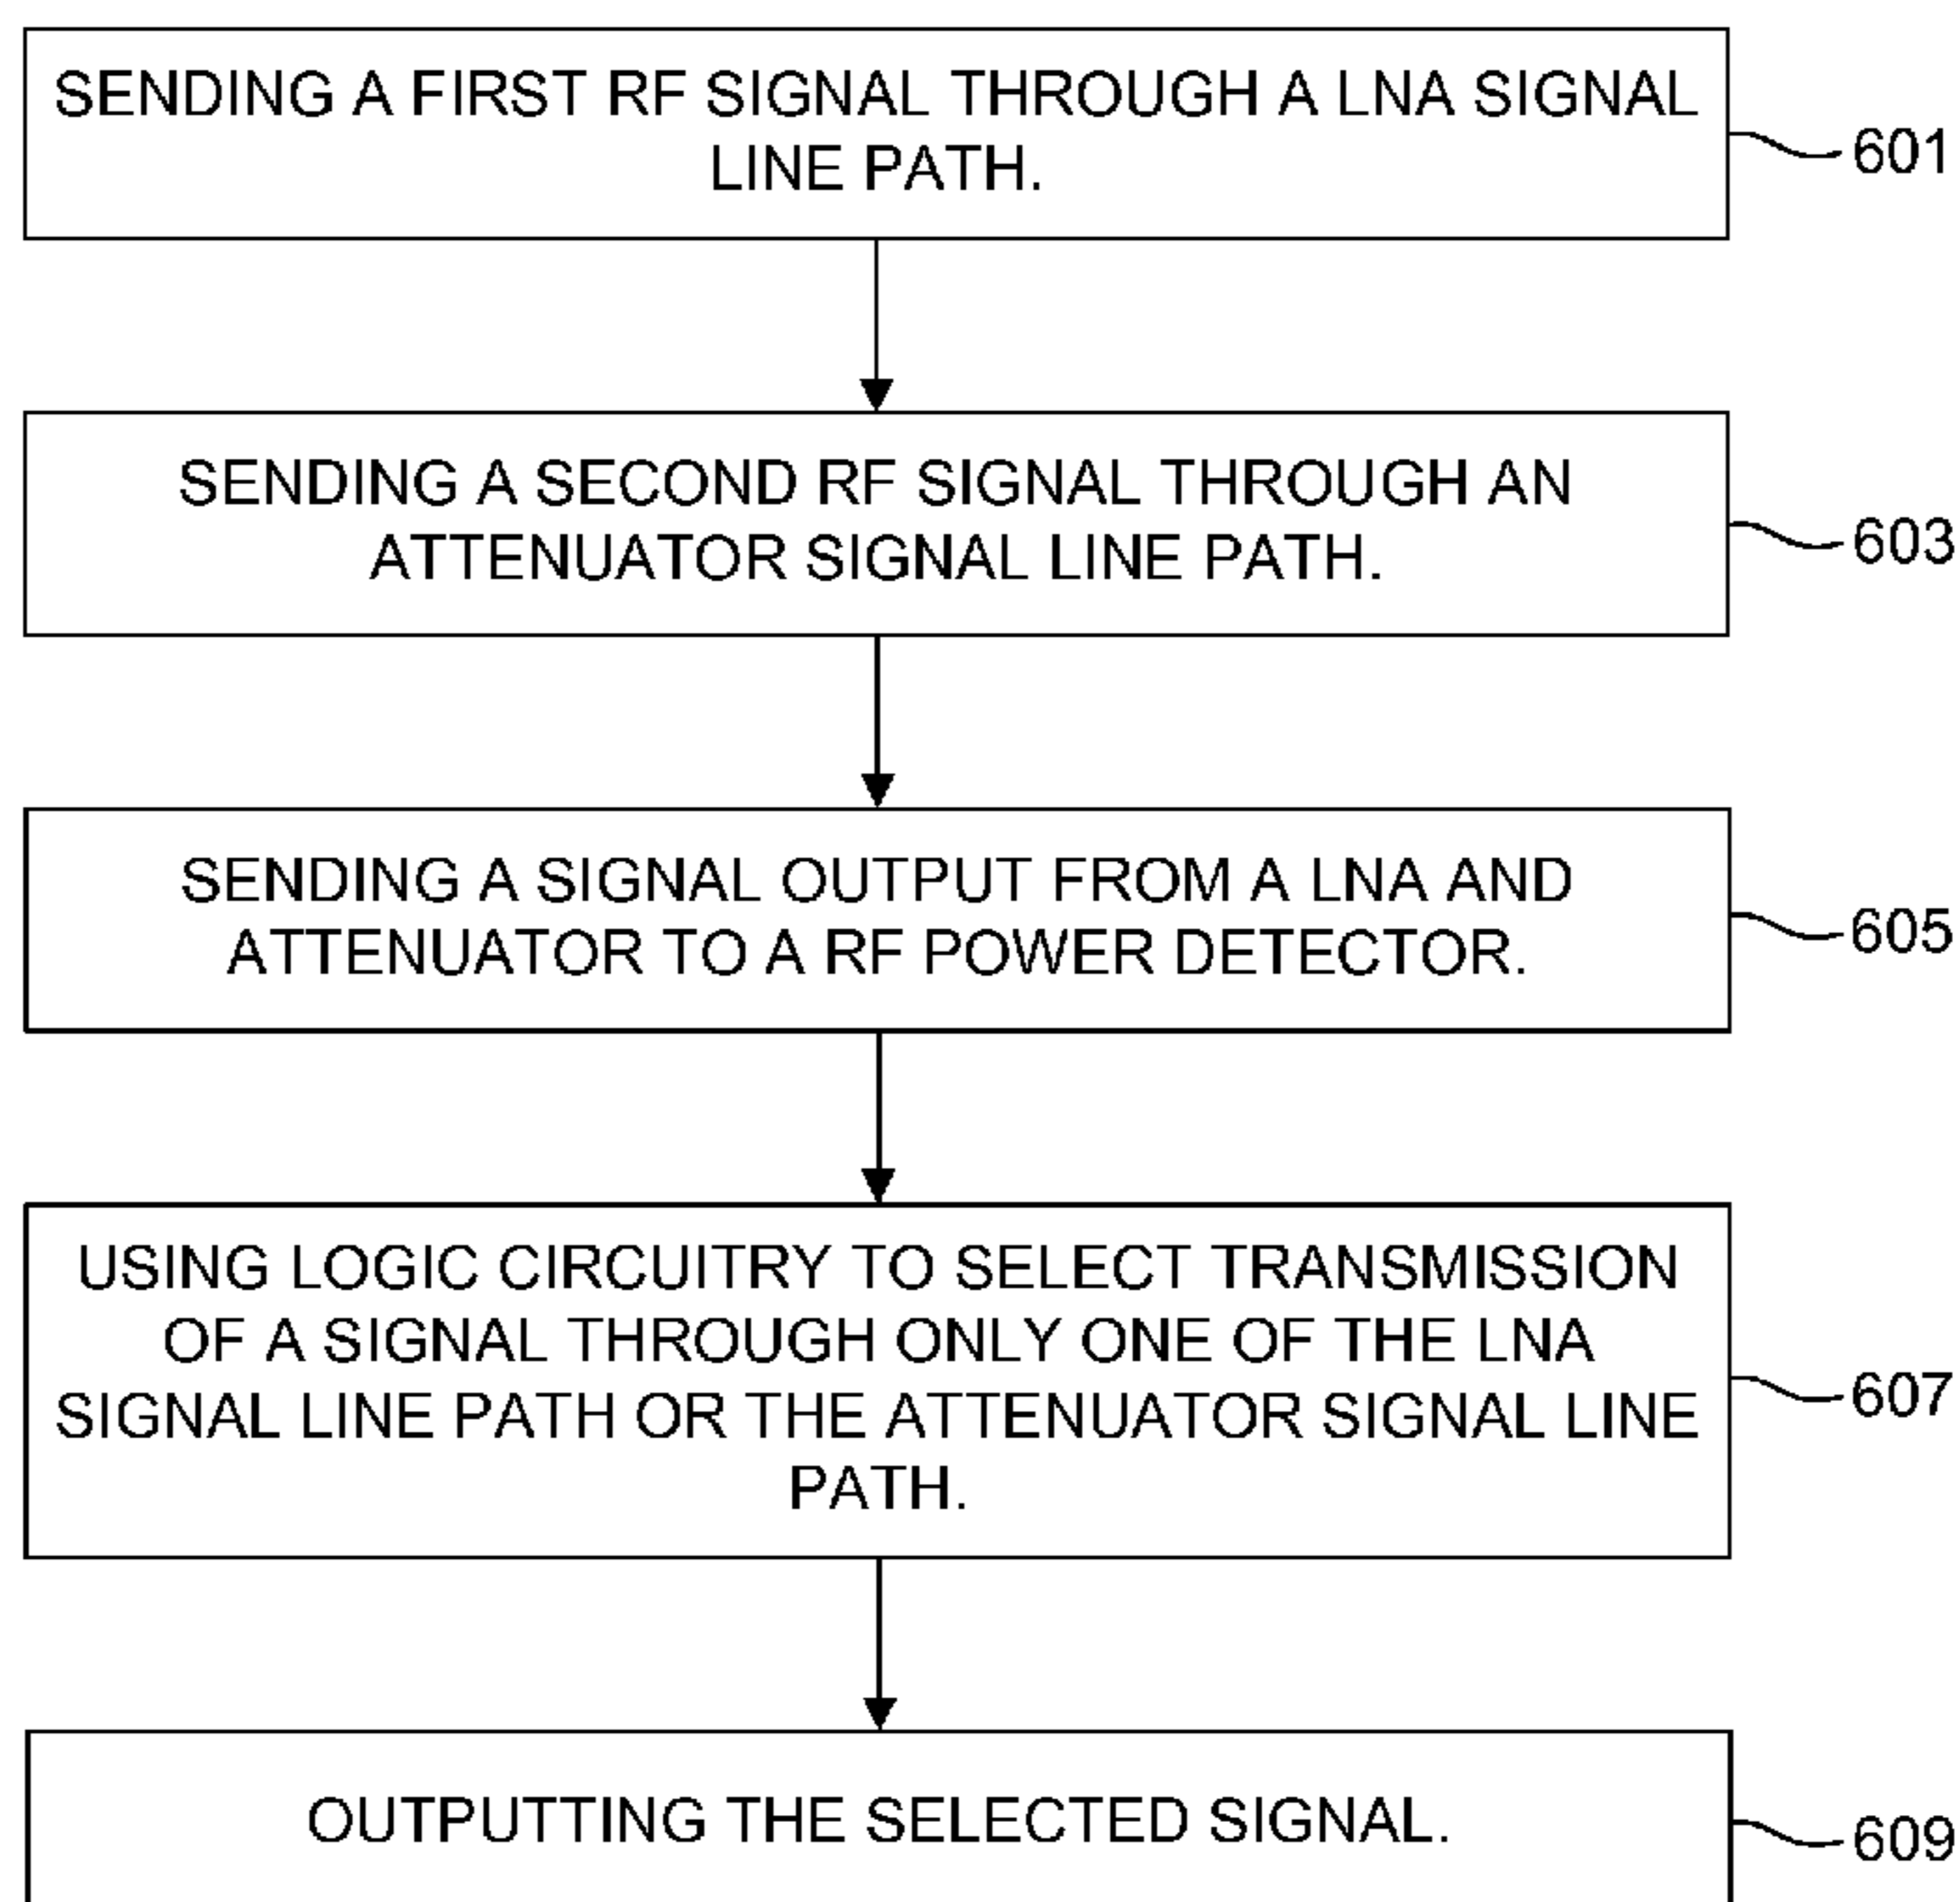 SENDING A FIRST RF SIGNAL THROUGH A LNA SIGNAL
LINE PATH.
601
SENDING A SECOND RF SIGNAL THROUGH AN
ATTENUATOR SIGNAL LINE PATH.
603
SENDING A SIGNAL OUTPUT FROM A LNA AND
ATTENUATOR TO A RF POWER DETECTOR.
605
USING LOGIC CIRCUITRY TO SELECT TRANSMISSION
OF A SIGNAL THROUGH ONLY ONE OF THE LNA
SIGNAL LINE PATH OR THE ATTENUATOR SIGNAL LINE
PATH.
607
OUTPUTTING THE SELECTED SIGNAL.
609